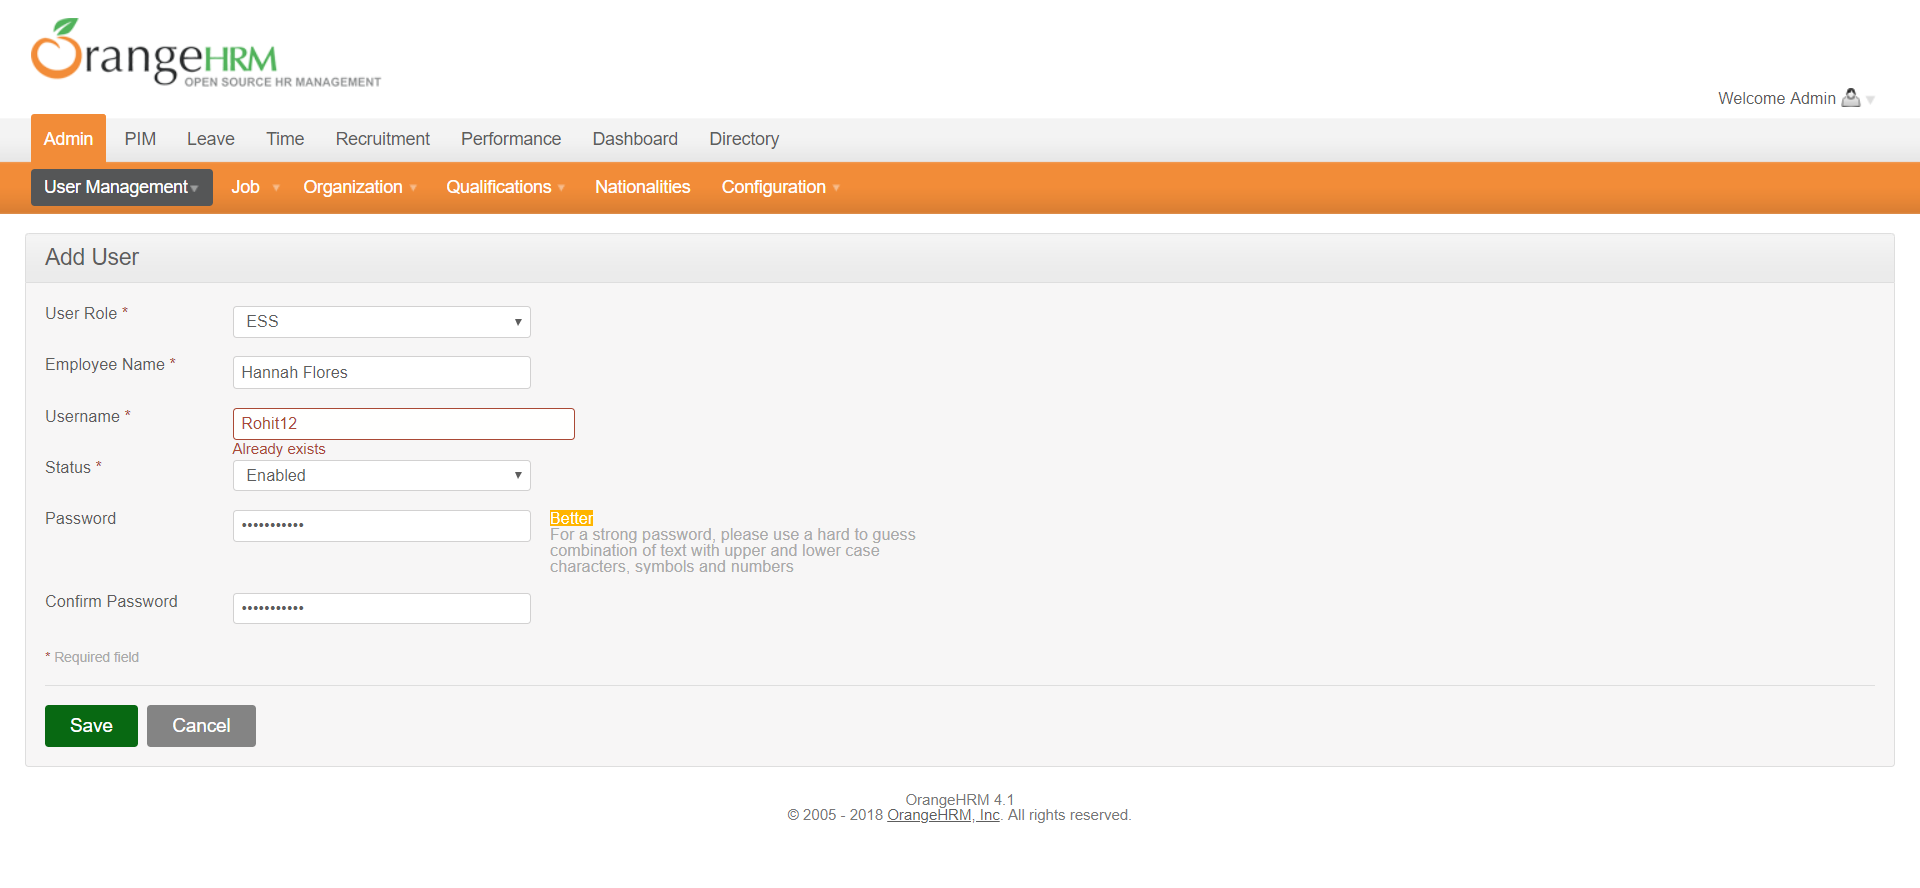 OrangeHRM
OPEN SOURCE HR MANAGEMENT
Welcome Admin
Admin PIM Leave Time Recruitment Performance Dashboard Directory
User Management Job Organization Qualifications Nationalities Configuration
Add User
User Role * ESS
Employee Name * Hannah Flores
Username * Rohit12
Already exists
Status * Enabled
Password ••••••••••• Better
For a strong password, please use a hard to guess
combination of text with upper and lower case
characters, symbols and numbers
Confirm Password •••••••••••
* Required field
Save Cancel
OrangeHRM 4.1
© 2005 - 2018 OrangeHRM, Inc. All rights reserved.